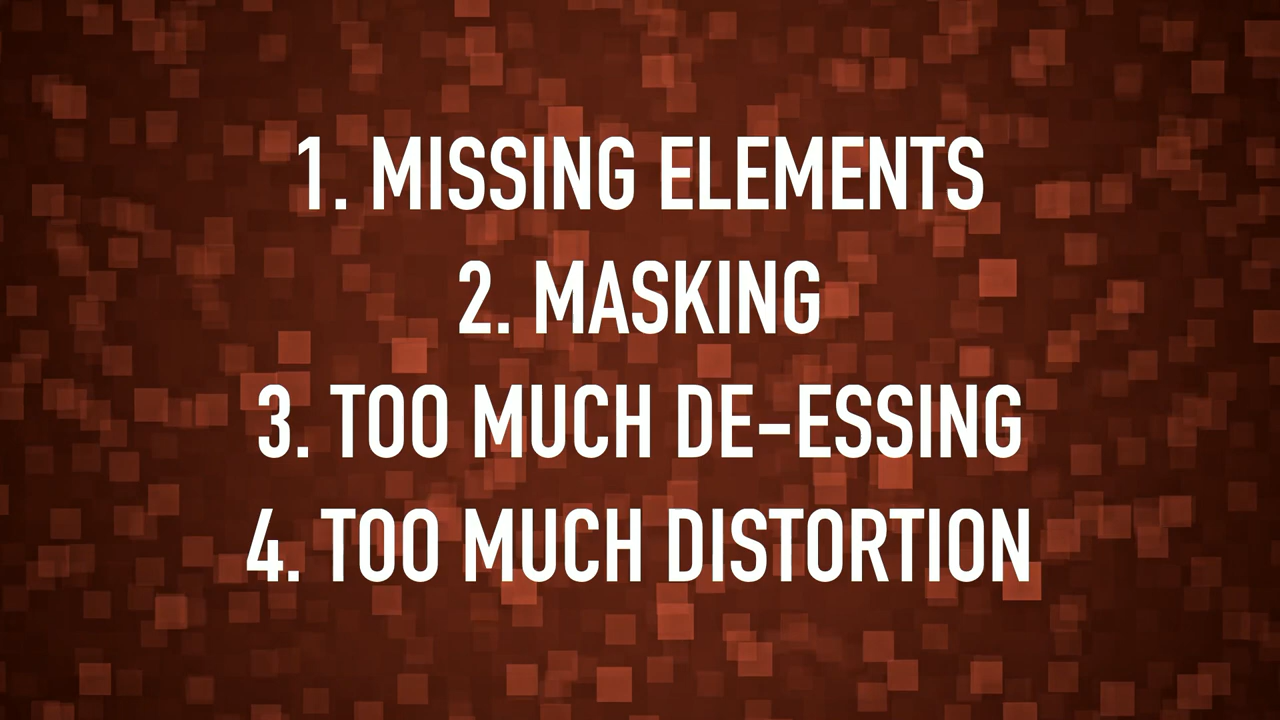 1. MISSING ELEMENTS
2. MASKING
3. TOO MUCH DE-ESSING
4. TOO MUCH DISTORTION